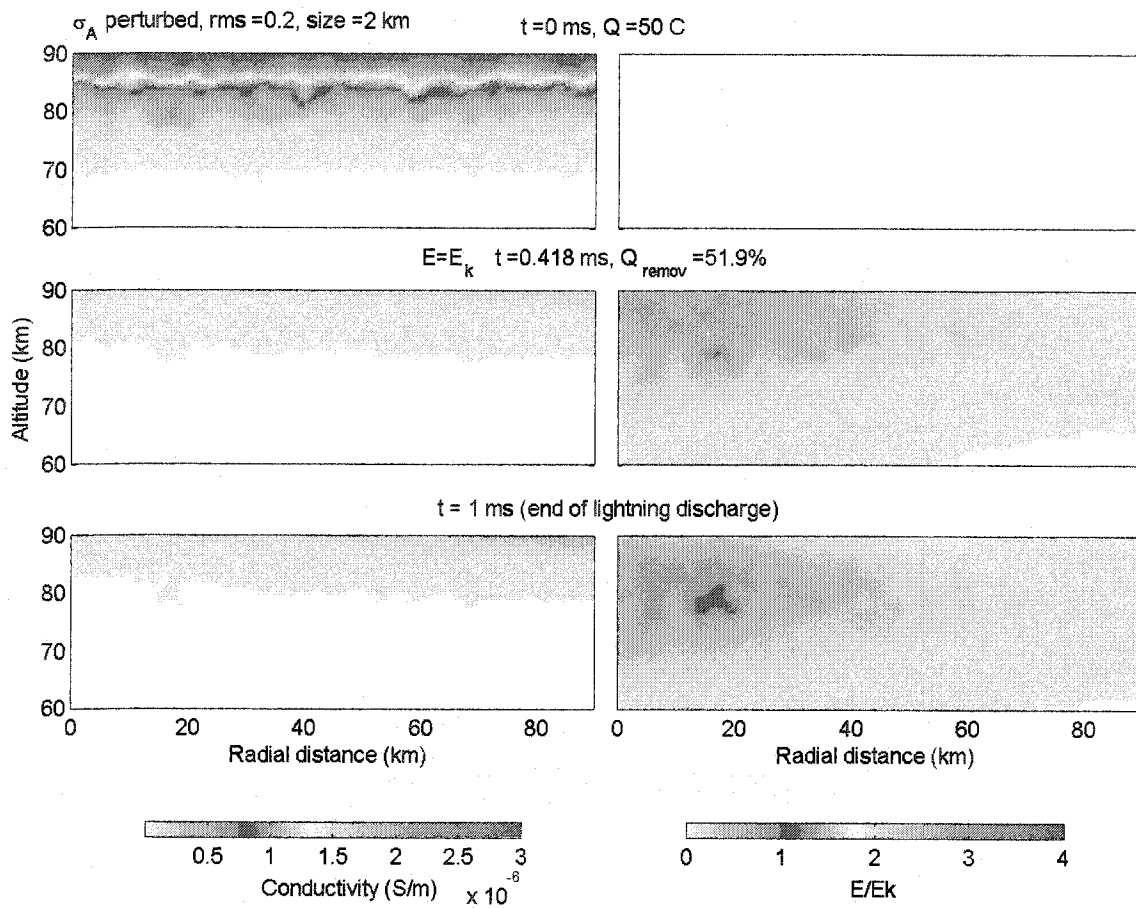 σ_A perturbed, rms =0.2, size =2 km
t=0 ms, Q =50 C
90
80
70
60
E=E_k t=0.418 ms, Q_remov =51.9%
90
80
70
60
Altitude (km)
t = 1 ms (end of lightning discharge)
90
80
70
60
0 20 40 60 80
0 20 40 60 80
Radial distance (km)
Radial distance (km)
0.5 1 1.5 2 2.5 3
Conductivity (S/m) x 10^-6
0 1 2 3 4
E/Ek